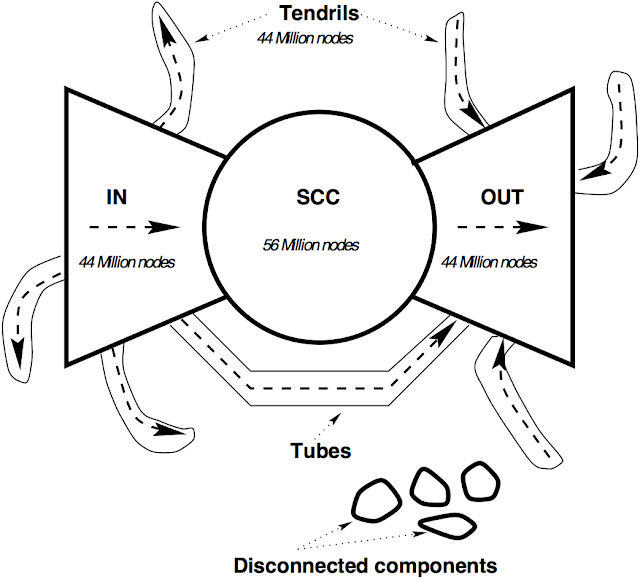 Tendrils
44 Million nodes
IN
SCC
OUT
44 Million nodes
56 Million nodes
44 Million nodes
Tubes
Disconnected components